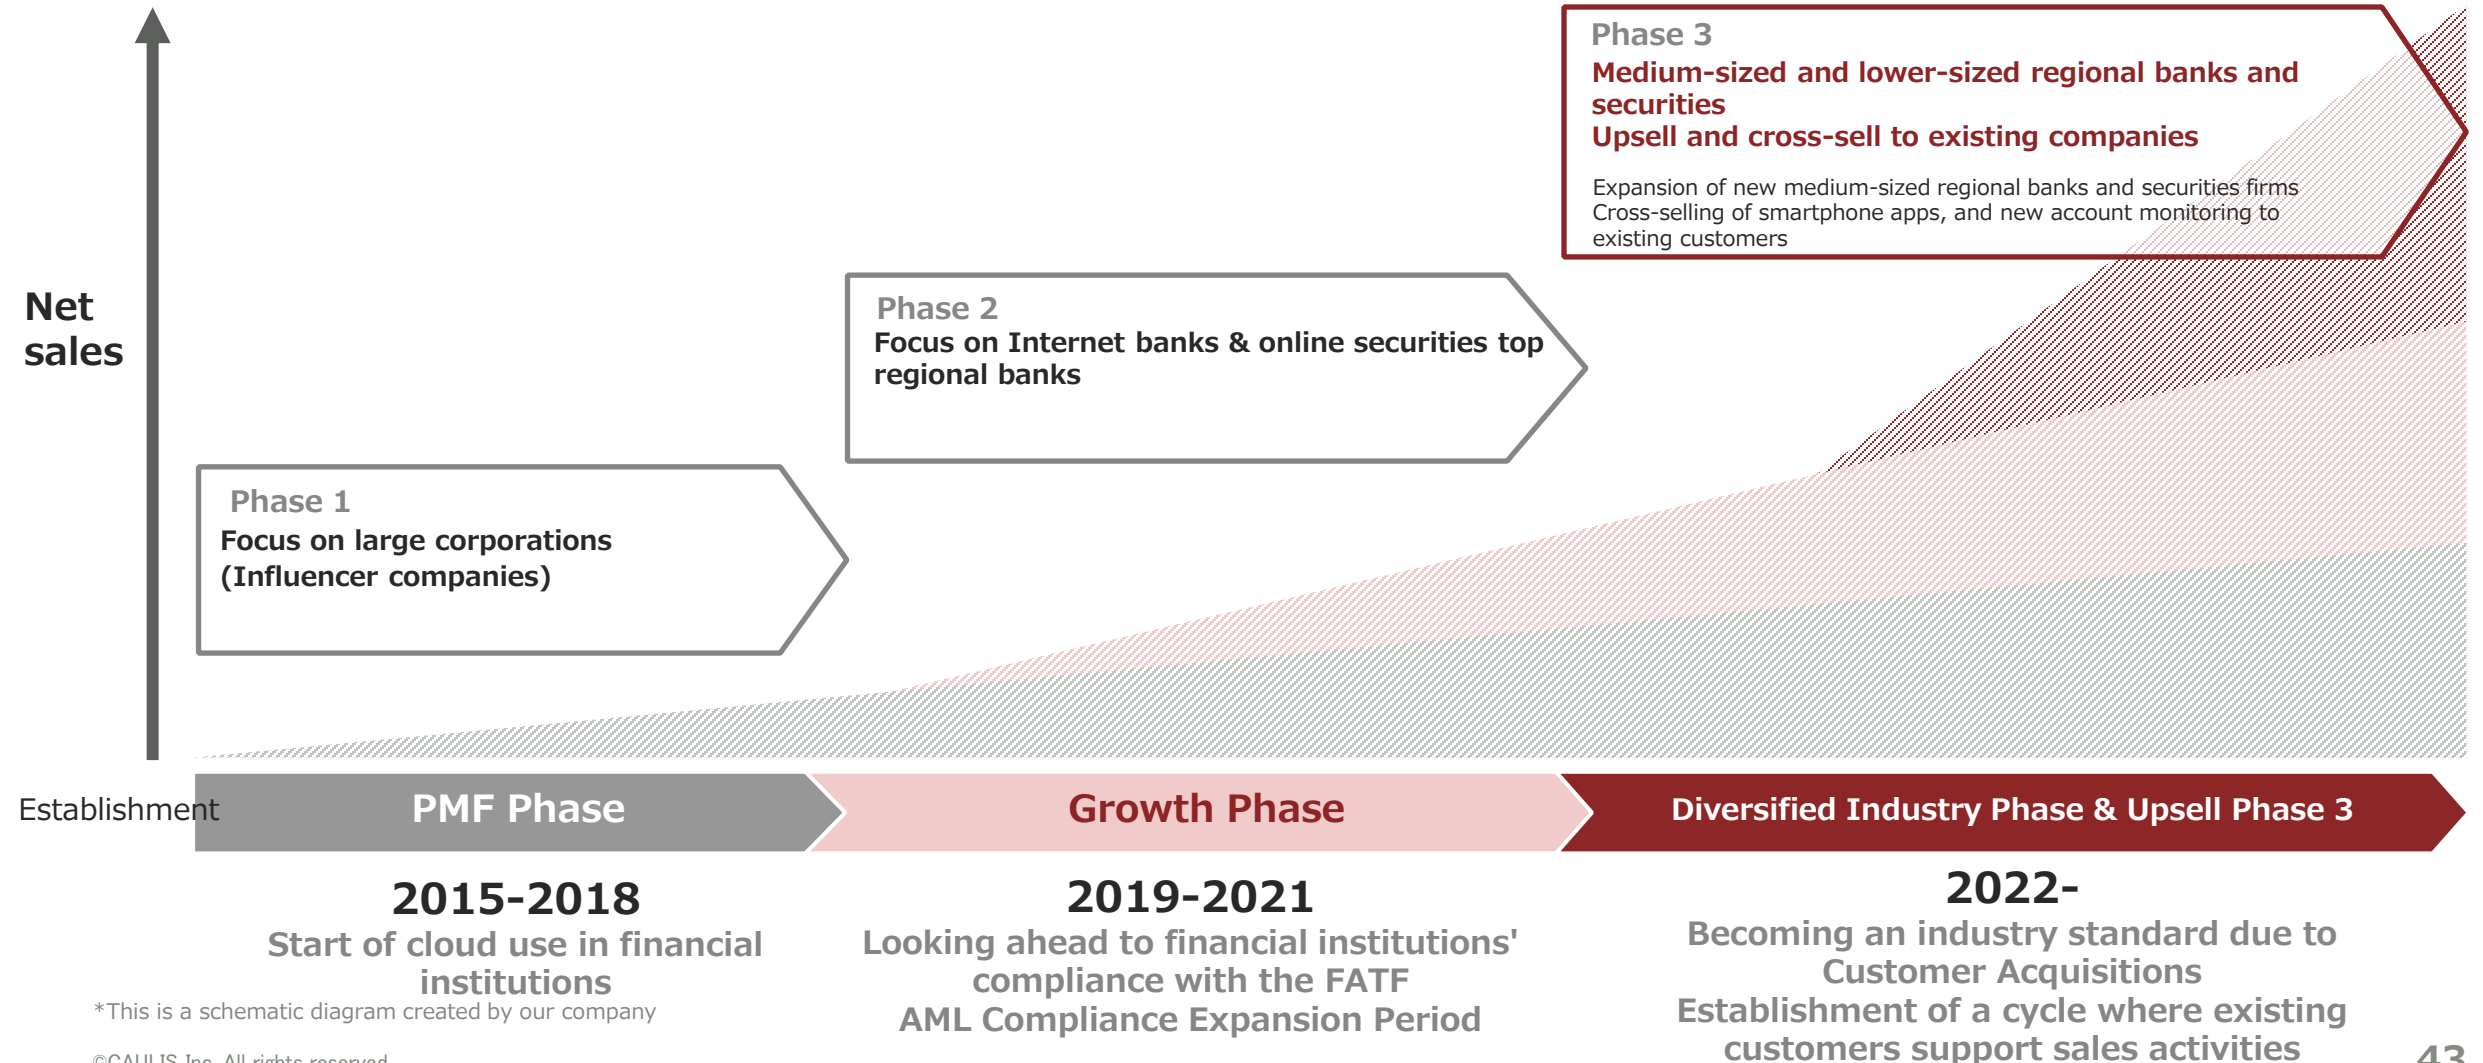 Phase 3
Medium-sized and lower-sized regional banks and
securities
Upsell and cross-sell to existing companies
Expansion of new medium-sized regional banks and securities firms
Cross-selling of smartphone apps, and new account monitoring to
existing customers
Net
sales
Phase 2
Focus on Internet banks & online securities top
regional banks
Phase 1
Focus on large corporations
(Influencer companies)
Establishment
PMF Phase
Growth Phase
Diversified Industry Phase & Upsell Phase 3
2015-2018
Start of cloud use in financial
institutions
2019-2021
Looking ahead to financial institutions'
compliance with the FATF
AML Compliance Expansion Period
2022-
Becoming an industry standard due to
Customer Acquisitions
Establishment of a cycle where existing
customers support sales activities
*This is a schematic diagram created by our company
©CAULIS Inc. All rights reserved
43